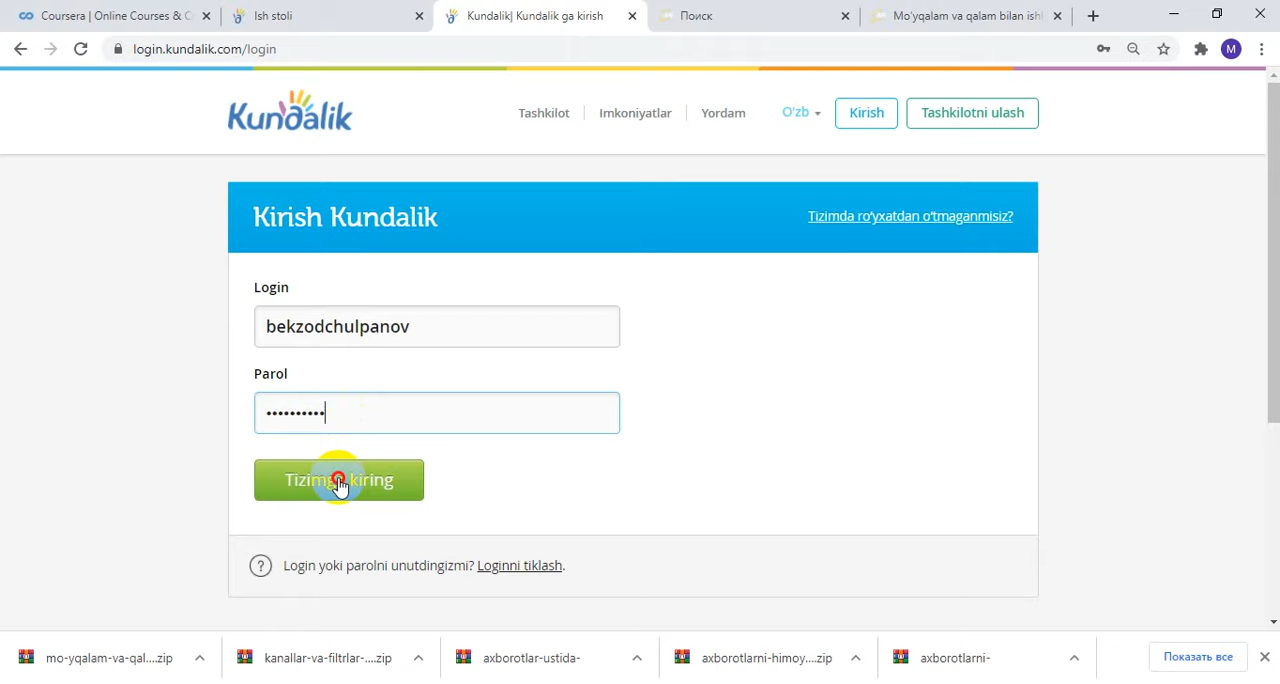 Coursera | Online Courses & C
Ish stoli
Kundalik| Kundalik ga kirish
Поиск
Mo'yqalam va qalam bilan ishl
login.kundalik.com/login
M
Kundalik
Tashkilot
Imkoniyatlar
Yordam
O'zb
Kirish
Tashkilotni ulash
Kirish Kundalik
Tizimda ro'yxatdan o'tmaganmisiz?
Login
bekzodchulpanov
Parol
••••••••••
Tizimga kiring
? Login yoki parolni unutdingizmi? Loginni tiklash.
mo-yqalam-va-qal....zip
kanallar-va-filtrlar-....zip
axborotlar-ustida-
axborotlarni-himoy....zip
axborotlarni-
Показать все